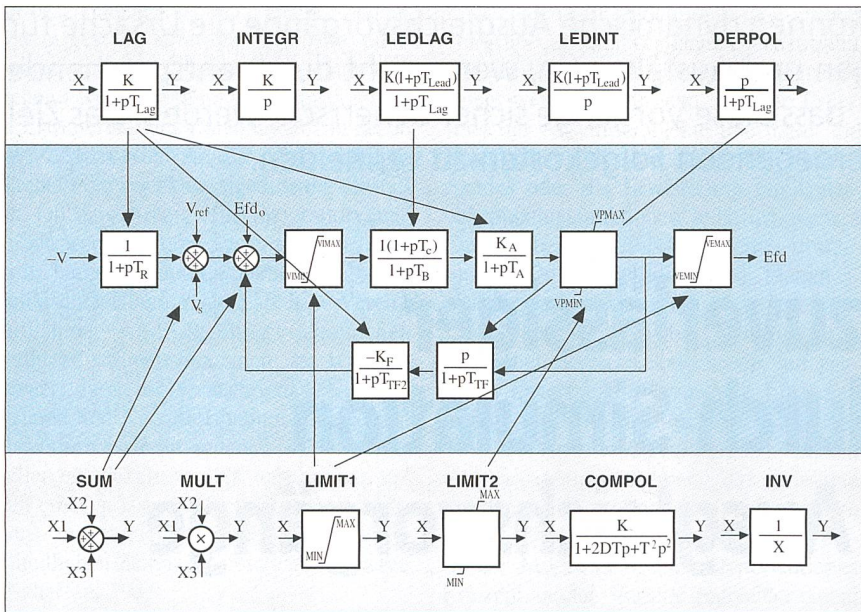 LAG INTEGR LEDLAG LEDINT DERPOL
X K 1+pT_Lag Y X K p Y X K(1+pT_Lead) 1+pT_Lag Y X K(1+pT_Lead) p Y X p 1+pT_Lag Y
V_ref Efd_o VPMAX
–V 1 1+pT_R VIMIN VIMAX 1(1+pT_c) 1+pT_B K_A 1+pT_A VEMIN VEMAX Efd
V_s VPMIN
–K_F 1+pT_TF2 p 1+pT_TF
SUM MULT LIMIT1 LIMIT2 COMPOL INV
X2 X2 MAX
X1 Y X1 × Y X MIN MAX Y X Y X K 1+2DTp+T²p² Y X 1 X Y
X3 X3 MIN